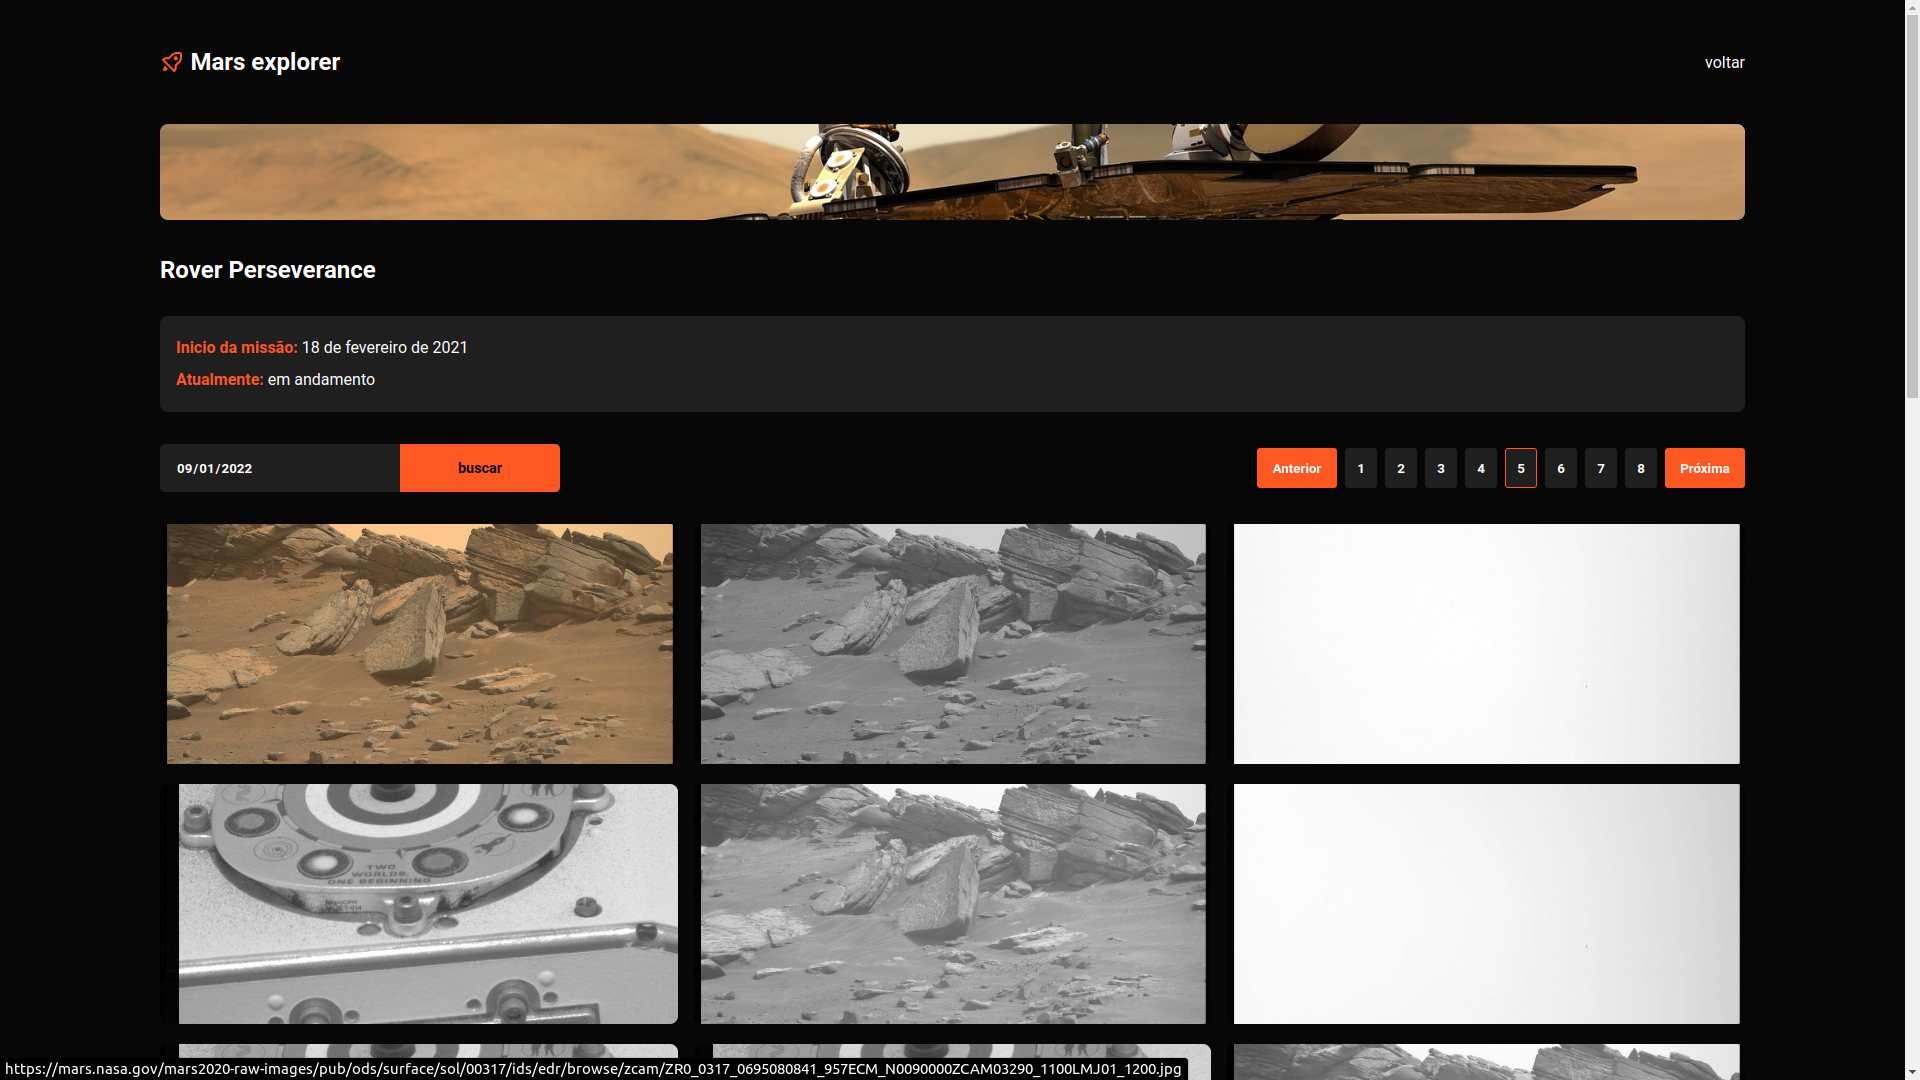 Mars explorer
voltar
Rover Perseverance
Inicio da missão: 18 de fevereiro de 2021
Atualmente: em andamento
09/01/2022
buscar
Anterior 1 2 3 4 5 6 7 8 Próxima
TWO
WORLDS,
ONE BEGINNING
https://mars.nasa.gov/mars2020-raw-images/pub/ods/surface/sol/00317/ids/edr/browse/zcam/ZR0_0317_0695080841_957ECM_N0090000ZCAM03290_1100LMJ01_1200.jpg